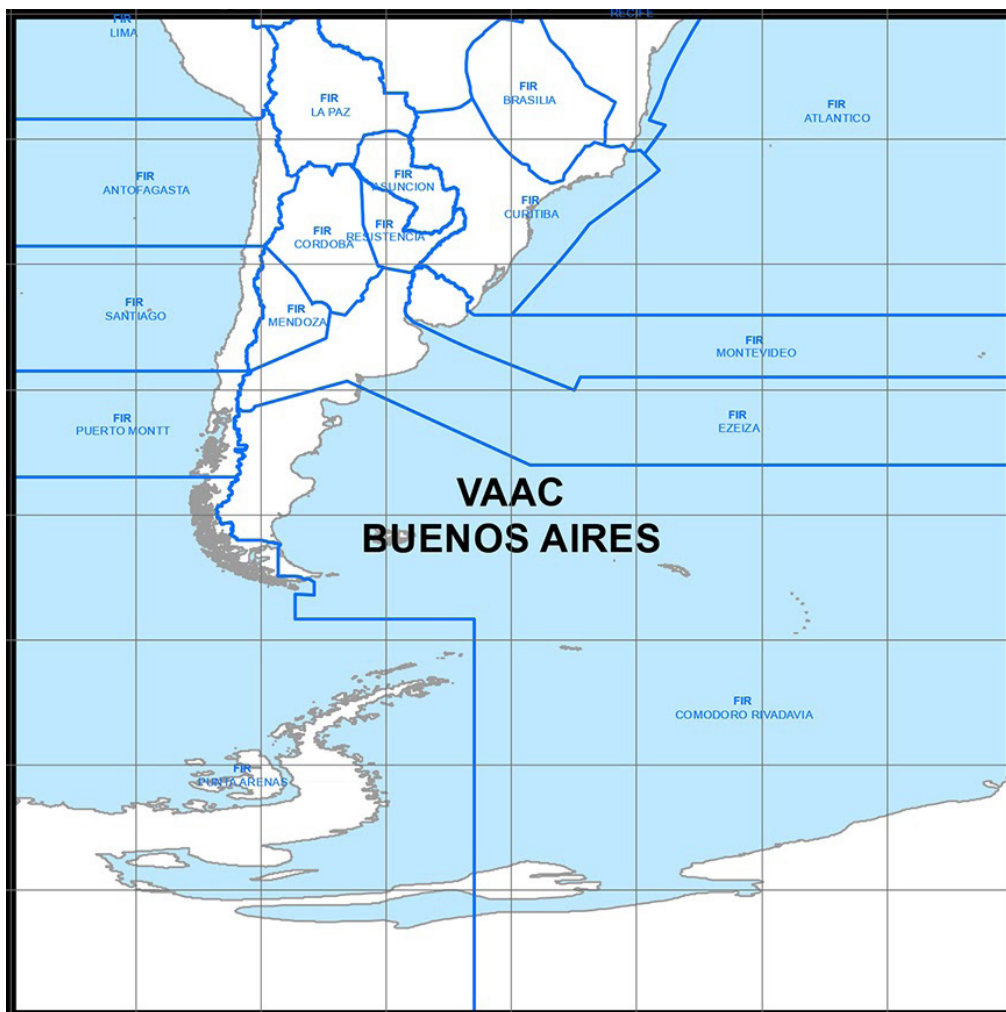 RECIFE
FIR
LIMA
FIR
BRASILIA
FIR
LA PAZ
FIR
ATLANTICO
FIR
ANTOFAGASTA
FIR
ASUNCION
FIR
CURITIBA
FIR
CORDOBA
FIR
RESISTENCIA
FIR
SANTIAGO
FIR
MENDOZA
FIR
MONTEVIDEO
FIR
PUERTO MONTT
FIR
EZEIZA
VAAC
BUENOS AIRES
FIR
COMODORO RIVADAVIA
FIR
PUNTA ARENAS